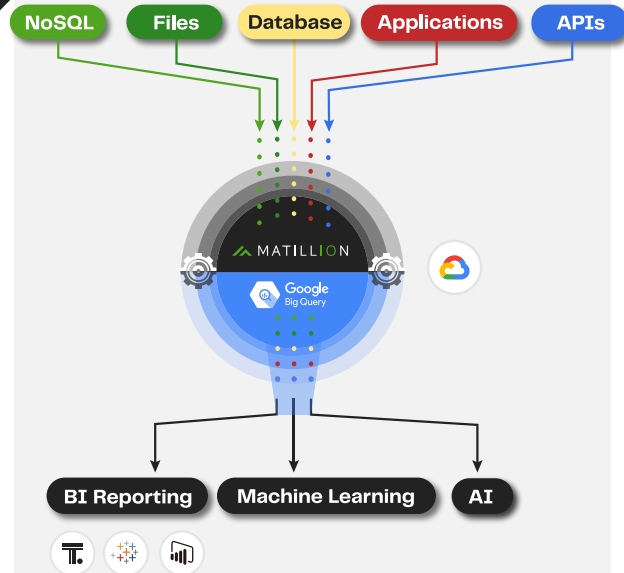 NoSQL
Files
Database
Applications
APIs
MATILLION
Google
Big Query
BI Reporting
Machine Learning
AI